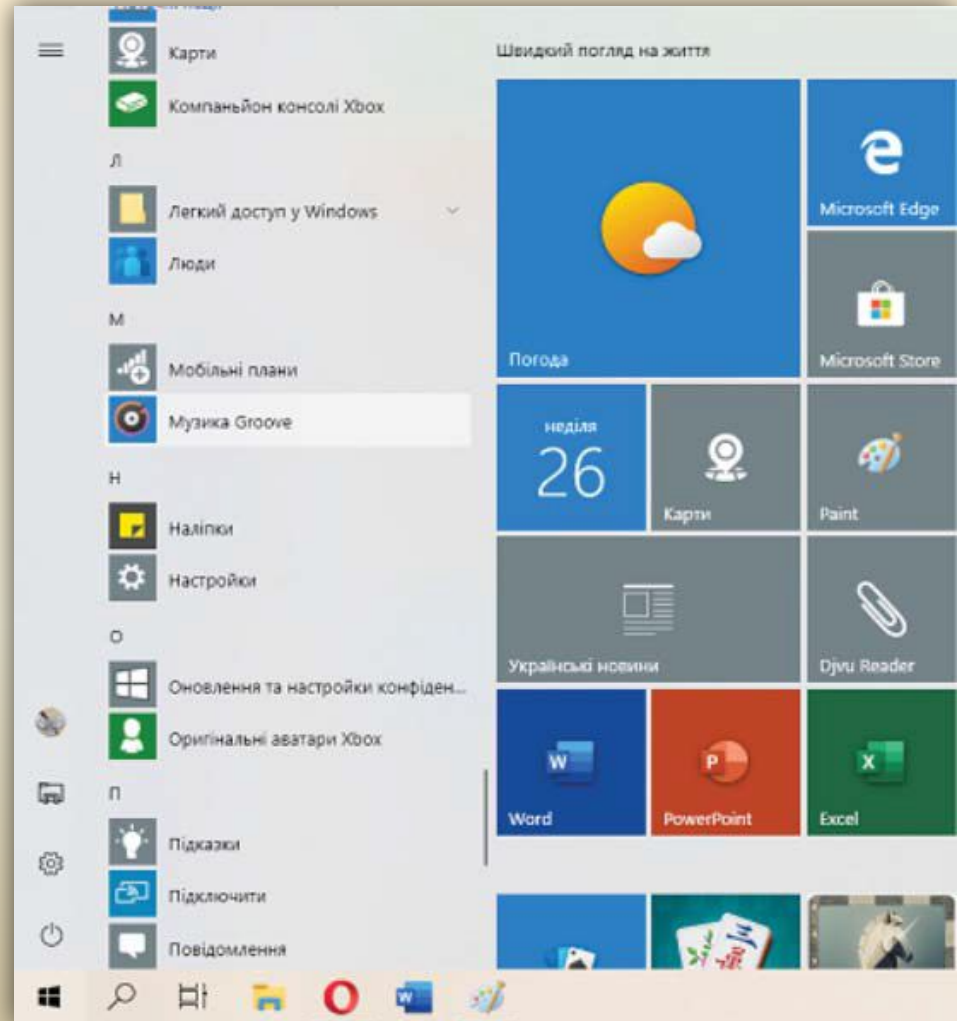 Карти
Компаньйон консолі Xbox
Л
Легкий доступ у Windows
Люди
М
Мобільні плани
Музика Groove
Н
Наліпки
Настройки
О
Оновлення та настройки конфіден...
Оригінальні аватари Xbox
П
Підказки
Підключити
Повідомлення
Швидкий погляд на життя
Погода
Microsoft Edge
Microsoft Store
неділя
26
Карти
Paint
Українські новини
Djvu Reader
W
Word
P
PowerPoint
X
Excel
W